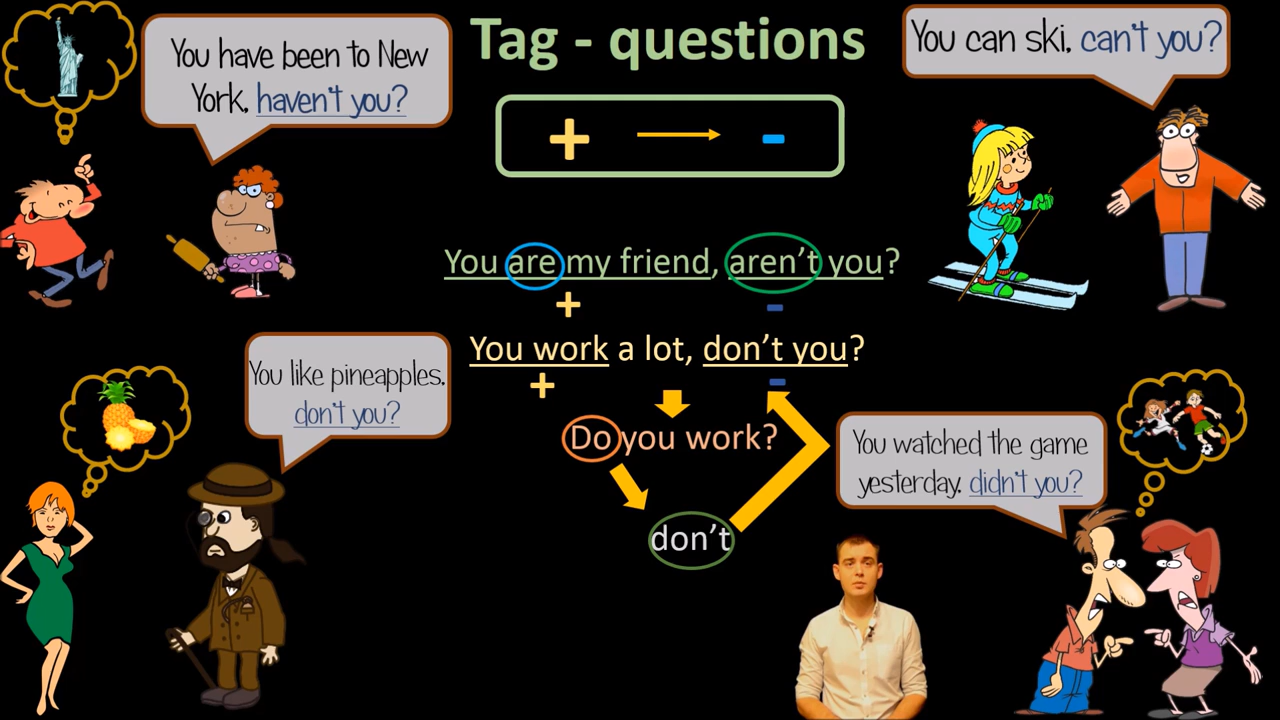 Tag - questions
You have been to New
York, haven't you?
You can ski, can't you?
+ → -
You are my friend, aren't you?
+ -
You work a lot, don't you?
+ -
You like pineapples,
don't you?
Do you work?
don't
You watched the game
yesterday, didn't you?